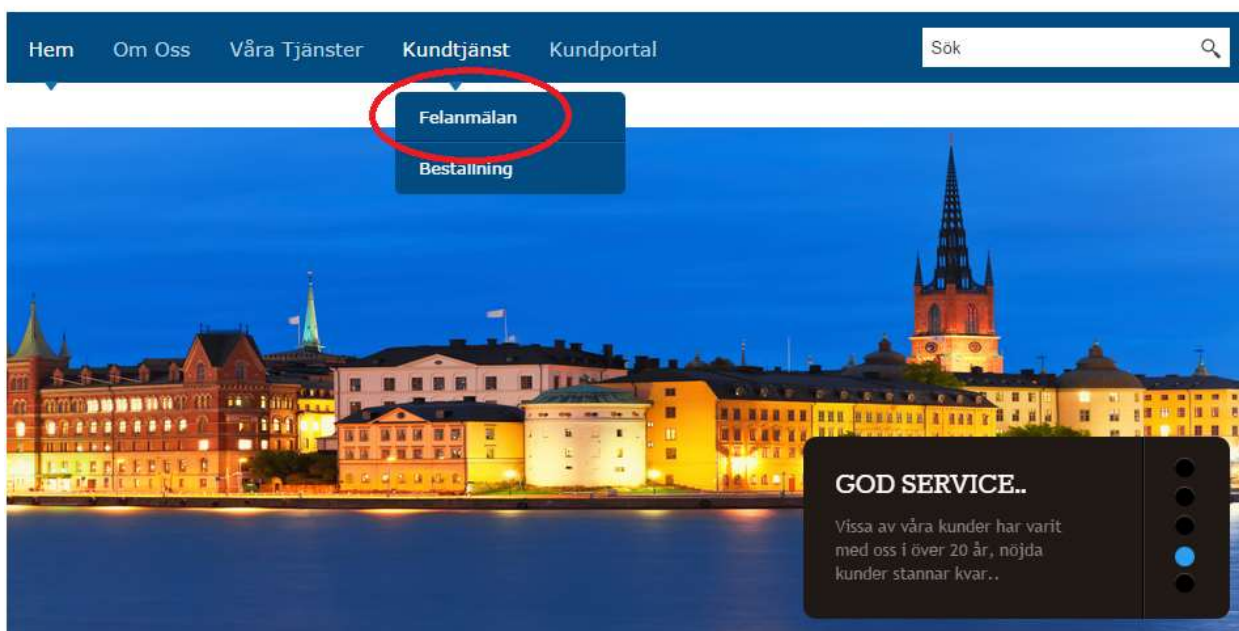 Hem Om Oss Våra Tjänster Kundtjänst Kundportal Sök
Felanmälan
Beställning
GOD SERVICE..
Vissa av våra kunder har varit
med oss i över 20 år, nöjda
kunder stannar kvar..